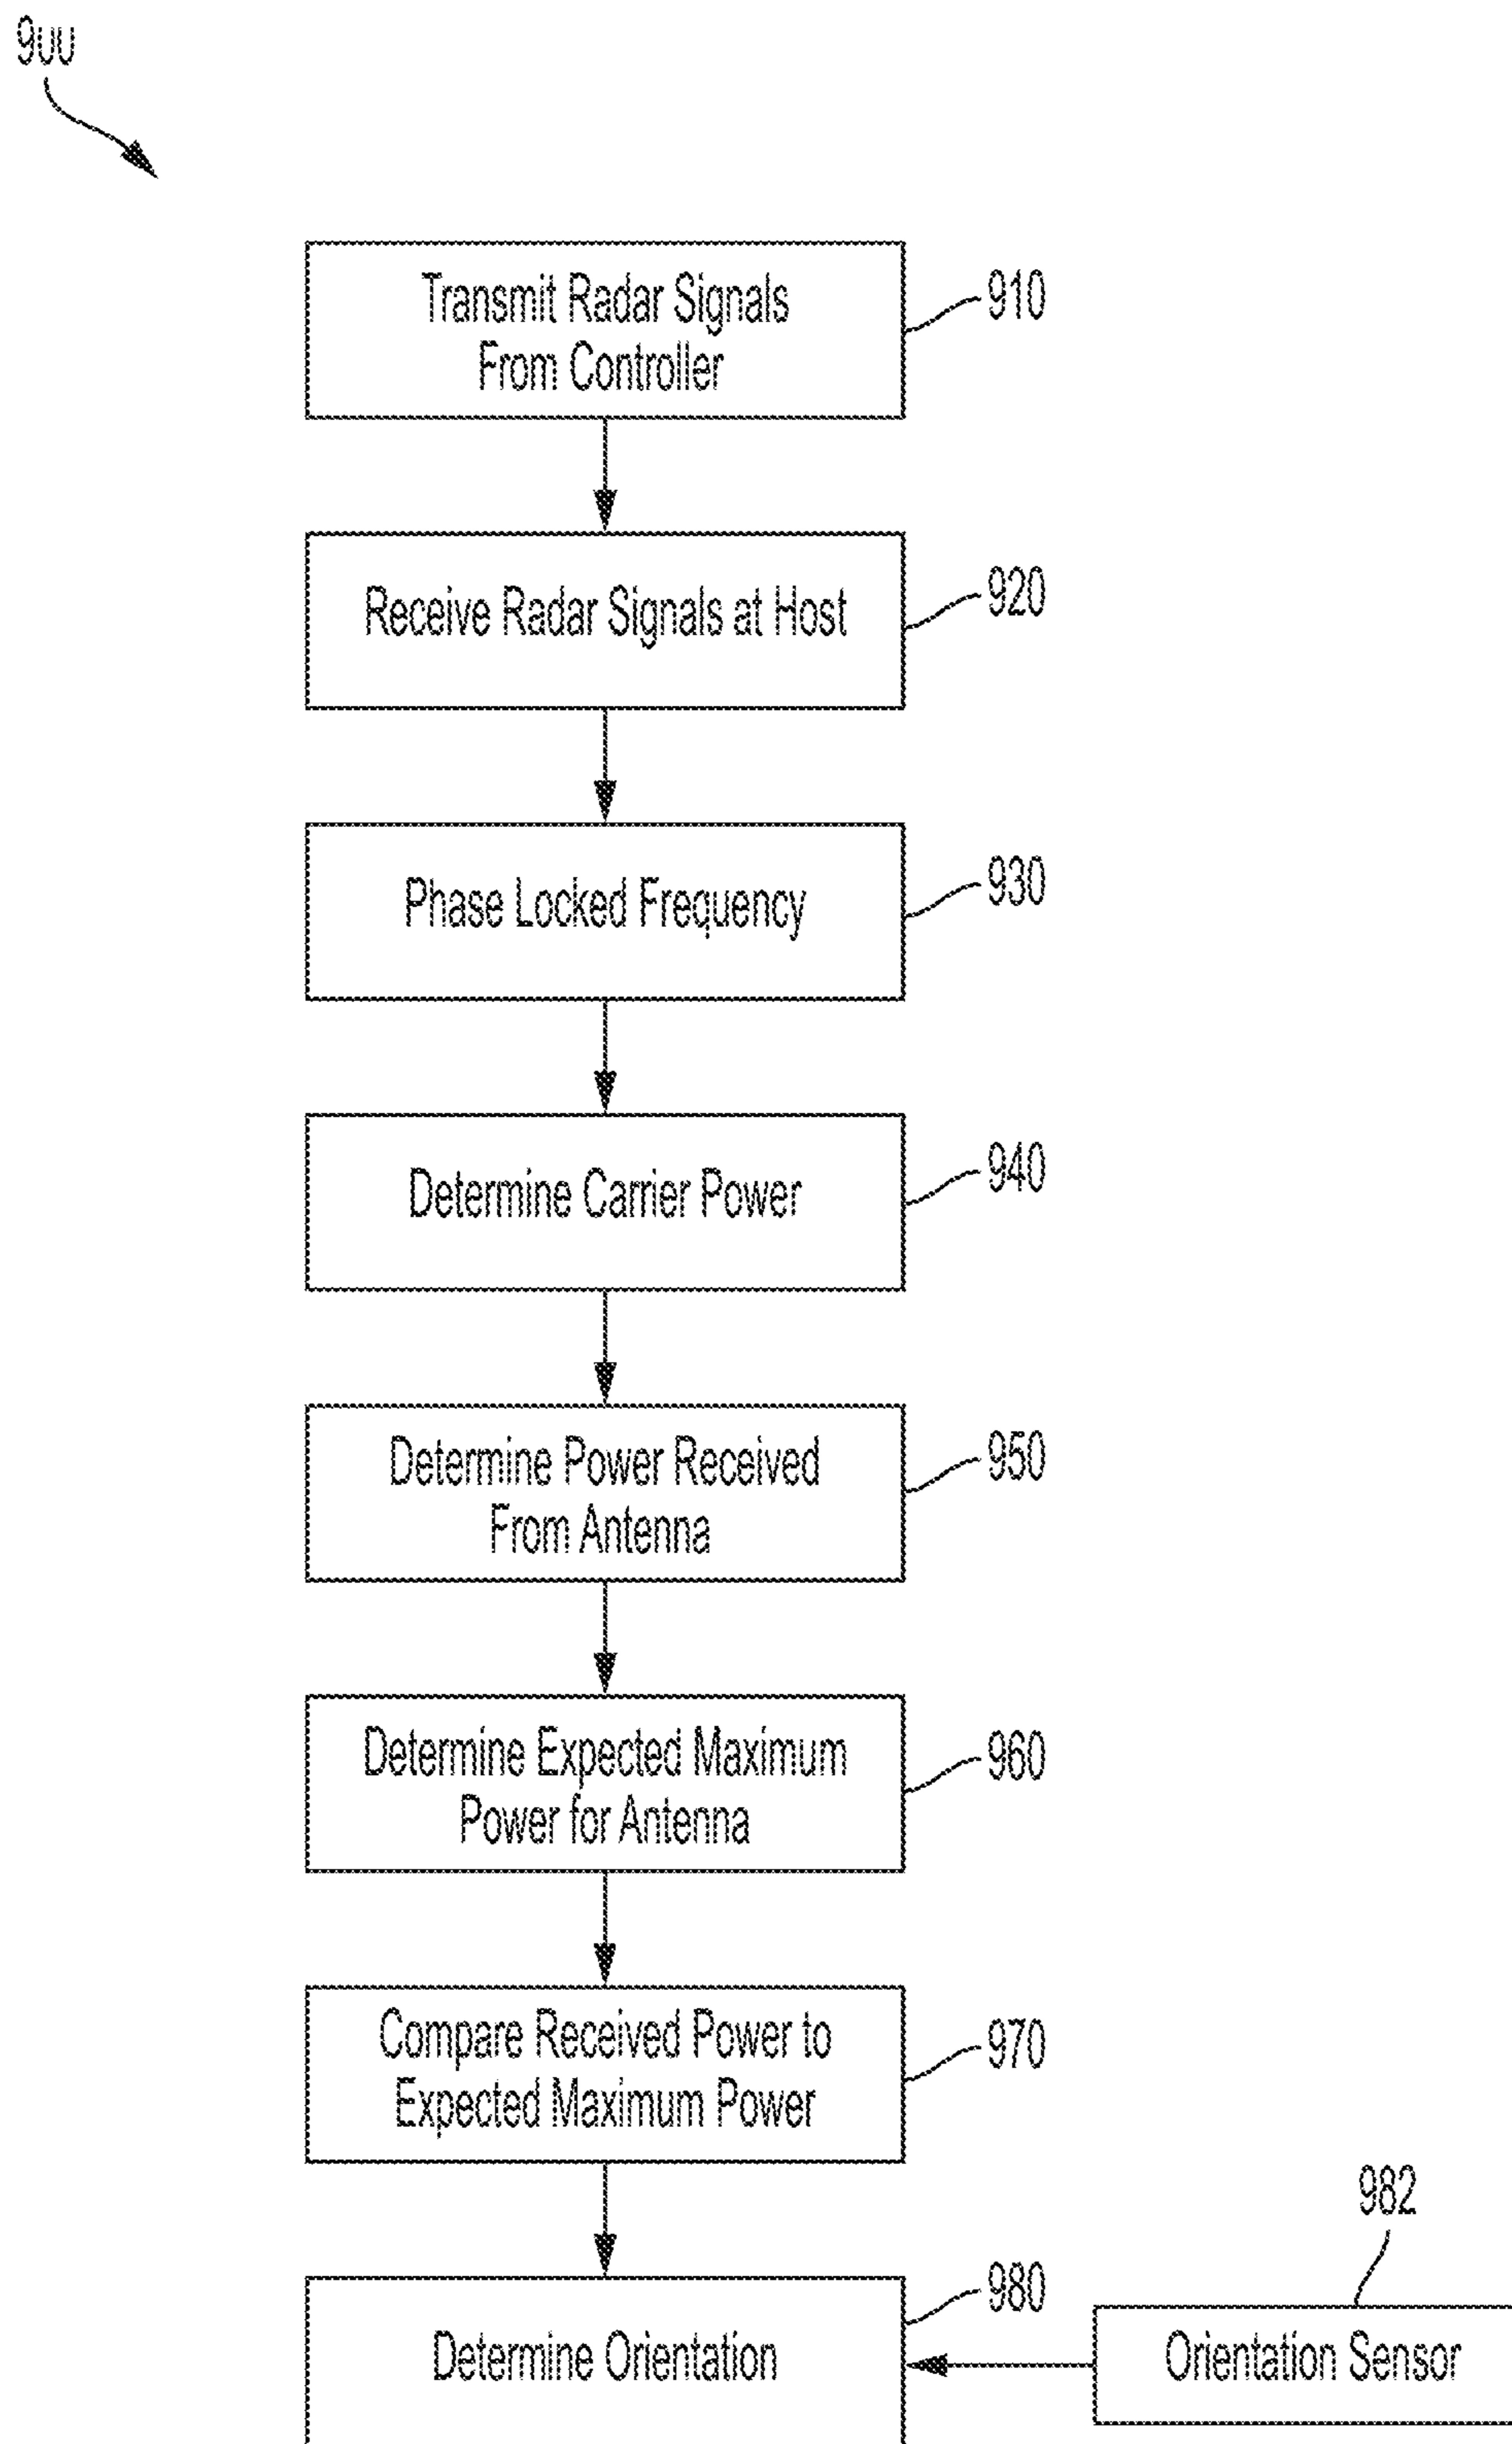 900
Transmit Radar Signals
From Controller
910
Receive Radar Signals at Host
920
Phase Locked Frequency
930
Determine Carrier Power
940
Determine Power Received
From Antenna
950
Determine Expected Maximum
Power for Antenna
960
Compare Received Power to
Expected Maximum Power
970
982
980
Determine Orientation
Orientation Sensor